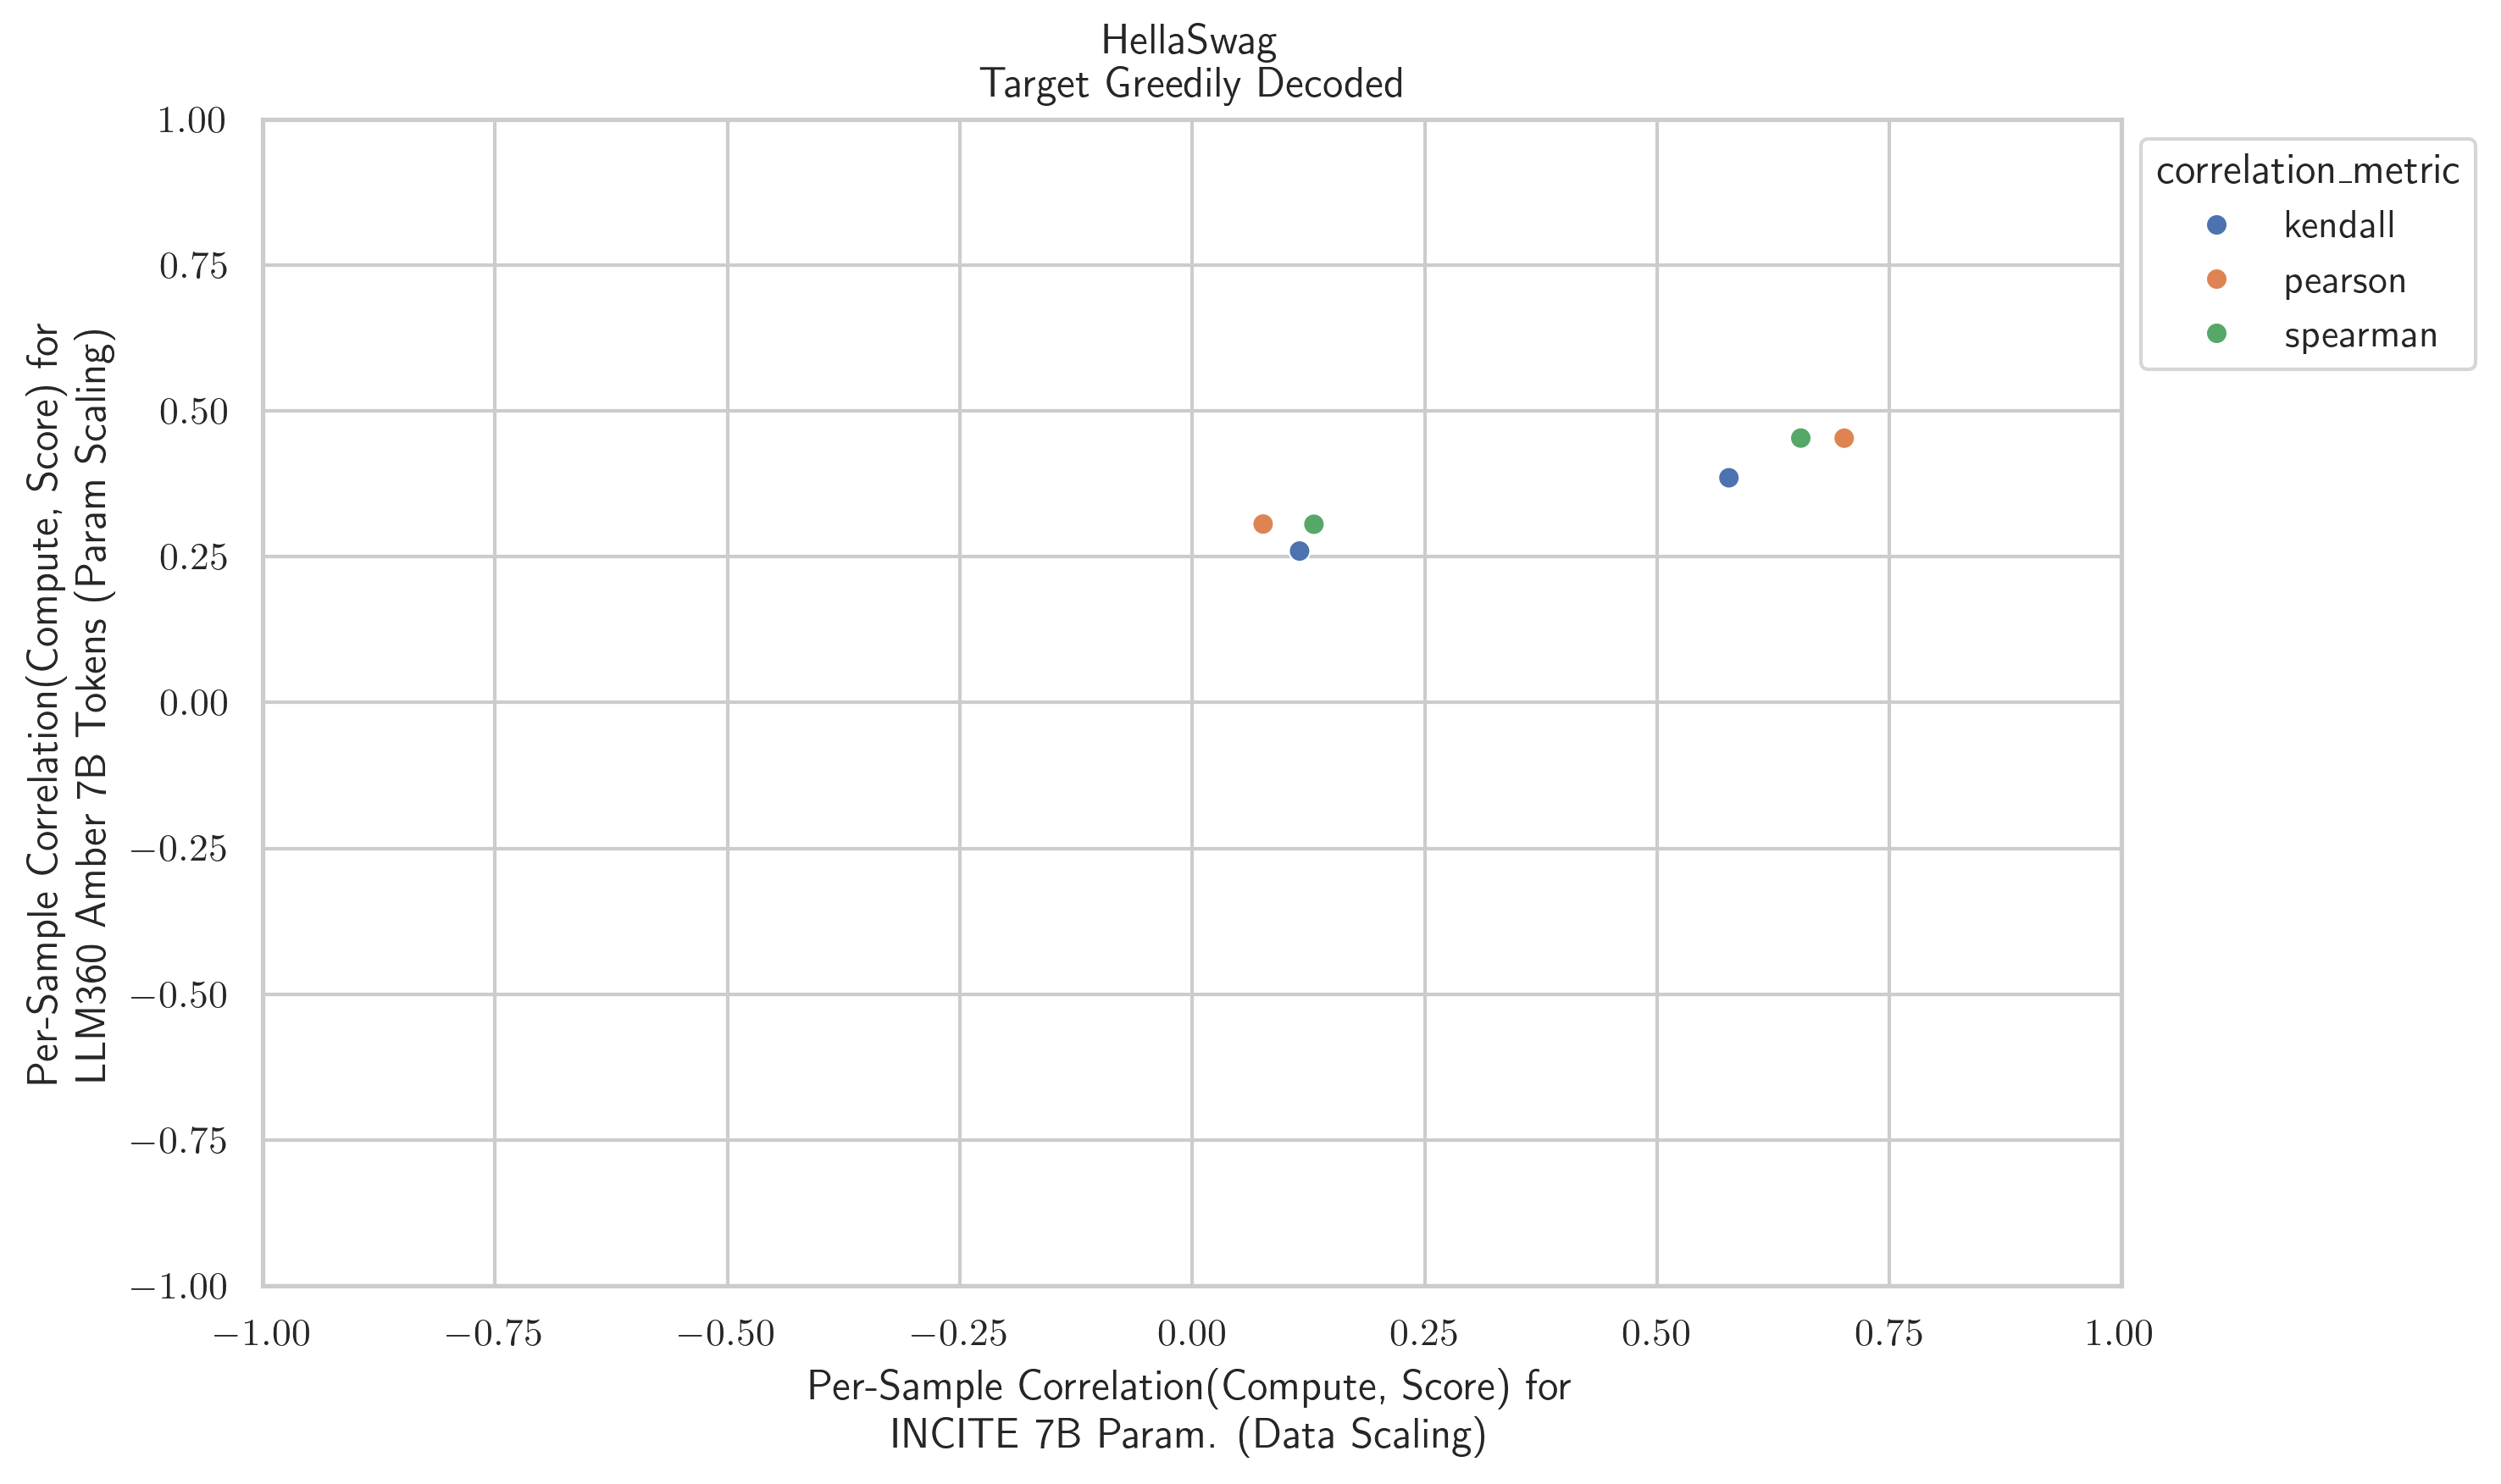 HellaSwag
Target Greedily Decoded
1.00
0.75
0.50
0.25
0.00
−0.25
−0.50
−0.75
−1.00
Per-Sample Correlation(Compute, Score) for
LLM360 Amber 7B Tokens (Param Scaling)
−1.00 −0.75 −0.50 −0.25 0.00 0.25 0.50 0.75 1.00
Per-Sample Correlation(Compute, Score) for
INCITE 7B Param. (Data Scaling)
correlation_metric
kendall
pearson
spearman